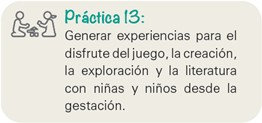 Práctica 13:
Generar experiencias para el
disfrute del juego, la creación,
la exploración y la literatura
con niñas y niños desde la
gestación.